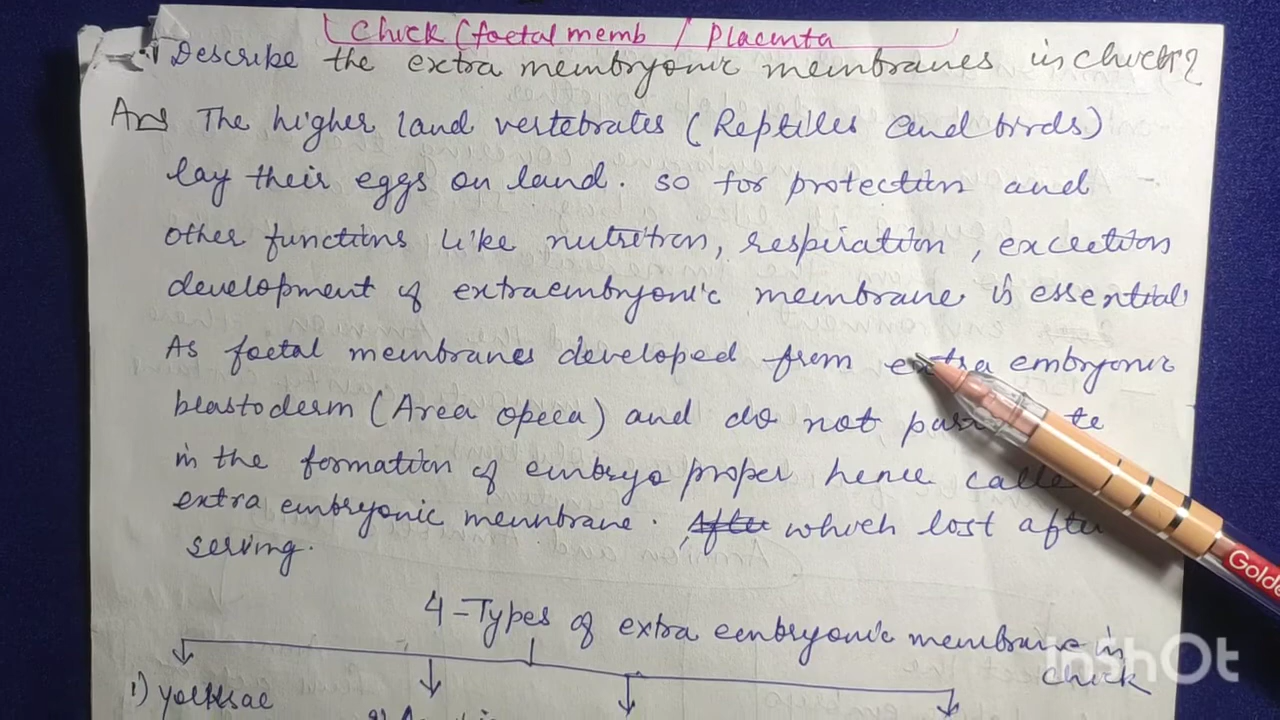 Chick (foetal memb / Placenta
Describe the extra membryonic membranes in chick?
Ans The higher land vertebrates (Reptiles and birds)
lay their eggs on land. so for protection and
other functions like nutrition, respiration, excretion
development of extraembryonic membrane is essential
As foetal membranes developed from extra embryonic
blastoderm (Area opeca) and do not
in the formation of embryo proper hence
extra embryonic membrane. After which lost after
serving.
4-Types of extra embryonic membrane in
chick
1) yolksac
InShOt
Golde